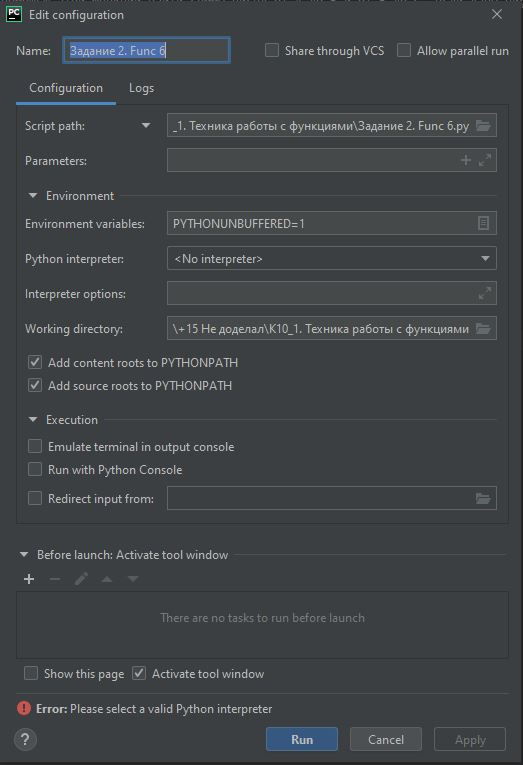 PC
Edit configuration
Name: Задание 2. Func 6 Share through VCS Allow parallel run
Configuration Logs
Script path: _1. Техника работы с функциями\Задание 2. Func 6.py
Parameters:
Environment
Environment variables: PYTHONUNBUFFERED=1
Python interpreter: <No interpreter>
Interpreter options:
Working directory: \+15 Не доделал\K10_1. Техника работы с функциями
Add content roots to PYTHONPATH
Add source roots to PYTHONPATH
Execution
Emulate terminal in output console
Run with Python Console
Redirect input from:
Before launch: Activate tool window
There are no tasks to run before launch
Show this page Activate tool window
Error: Please select a valid Python interpreter
? Run Cancel Apply